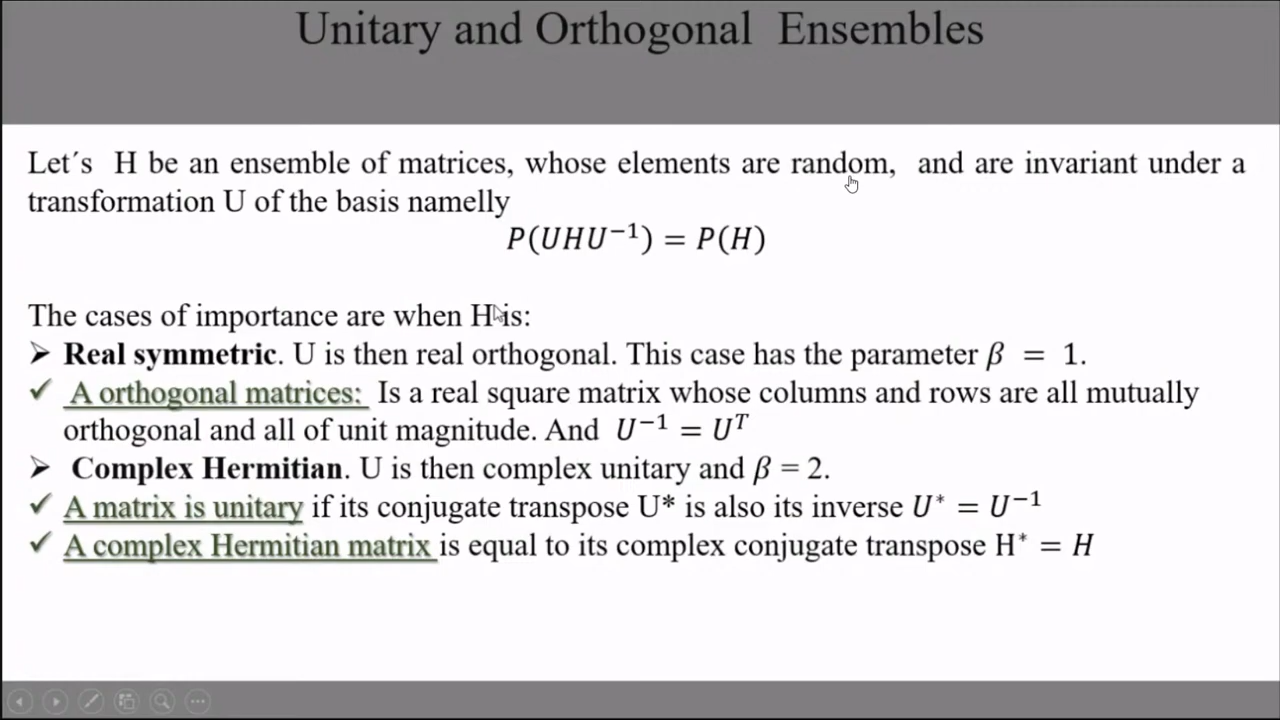 Unitary and Orthogonal Ensembles
Let´s H be an ensemble of matrices, whose elements are random, and are invariant under a
transformation U of the basis namelly
P(UHU⁻¹) = P(H)
The cases of importance are when H is:
➢ Real symmetric. U is then real orthogonal. This case has the parameter β = 1.
✓ A orthogonal matrices: Is a real square matrix whose columns and rows are all mutually
orthogonal and all of unit magnitude. And U⁻¹ = Uᵀ
➢ Complex Hermitian. U is then complex unitary and β = 2.
✓ A matrix is unitary if its conjugate transpose U* is also its inverse U* = U⁻¹
✓ A complex Hermitian matrix is equal to its complex conjugate transpose H* = H